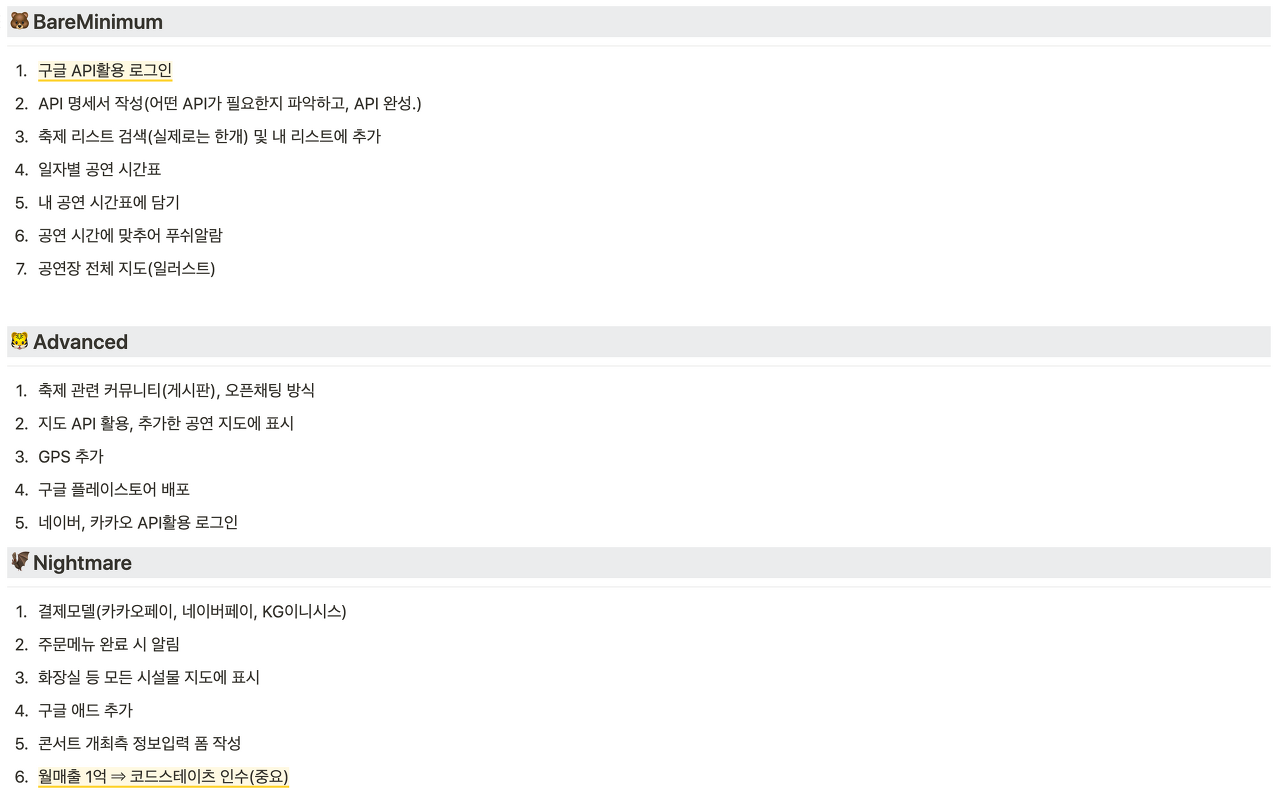 🐻 BareMinimum
1. 구글 API활용 로그인
2. API 명세서 작성(어떤 API가 필요한지 파악하고, API 완성.)
3. 축제 리스트 검색(실제로는 한개) 및 내 리스트에 추가
4. 일자별 공연 시간표
5. 내 공연 시간표에 담기
6. 공연 시간에 맞추어 푸쉬알람
7. 공연장 전체 지도(일러스트)
🐯 Advanced
1. 축제 관련 커뮤니티(게시판), 오픈채팅 방식
2. 지도 API 활용, 추가한 공연 지도에 표시
3. GPS 추가
4. 구글 플레이스토어 배포
5. 네이버, 카카오 API활용 로그인
🦇 Nightmare
1. 결제모델(카카오페이, 네이버페이, KG이니시스)
2. 주문메뉴 완료 시 알림
3. 화장실 등 모든 시설물 지도에 표시
4. 구글 애드 추가
5. 콘서트 개최측 정보입력 폼 작성
6. 월매출 1억 ⇒ 코드스테이츠 인수(중요)